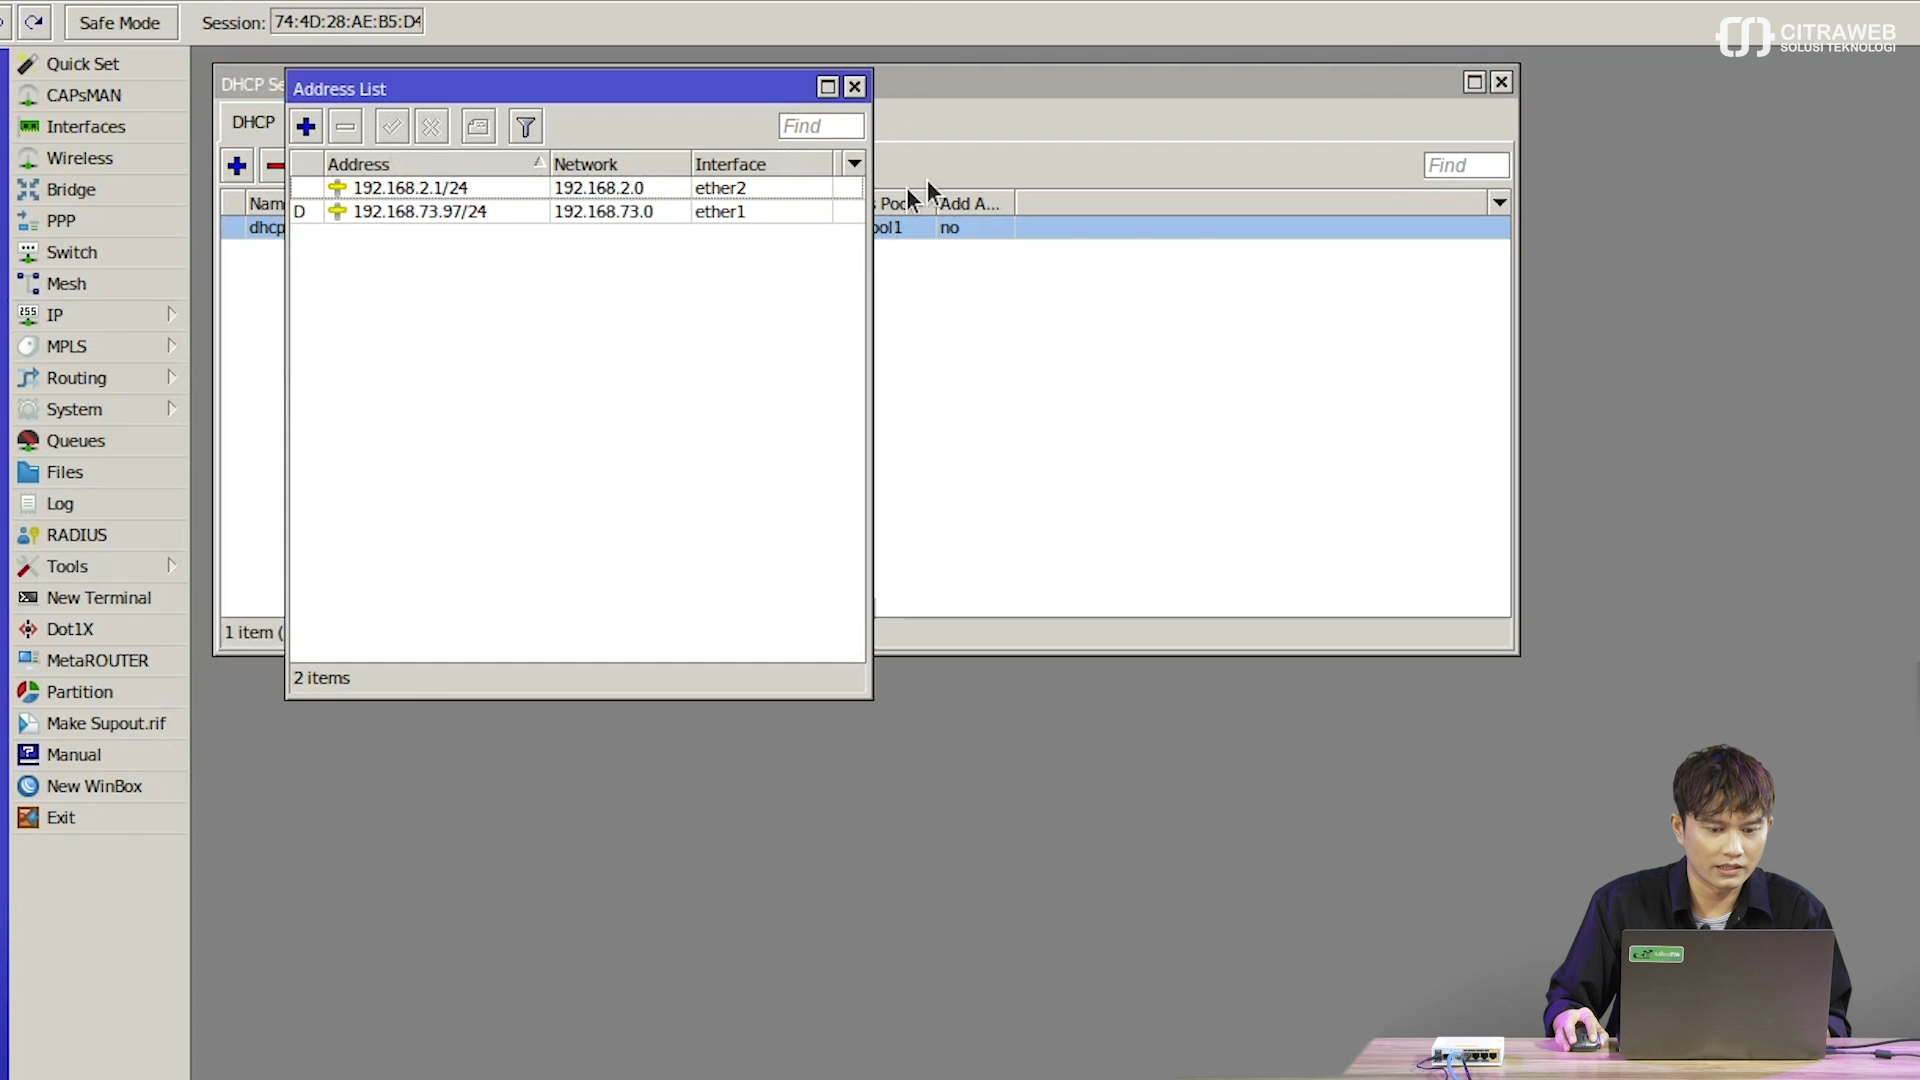 Safe Mode
Session:
74:4D:28:AE:B5:D4
CITRAWEB
SOLUSI TEKNOLOGI
Quick Set
CAPsMAN
Interfaces
Wireless
Bridge
PPP
Switch
Mesh
IP
MPLS
Routing
System
Queues
Files
Log
RADIUS
Tools
New Terminal
Dot1X
MetaROUTER
Partition
Make Supout.rif
Manual
New WinBox
Exit
DHCP Se
DHCP
Find
Nam
Add A...
dhcp
ool1
no
1 item (
Address List
Find
Address Network Interface
192.168.2.1/24 192.168.2.0 ether2
D 192.168.73.97/24 192.168.73.0 ether1
2 items